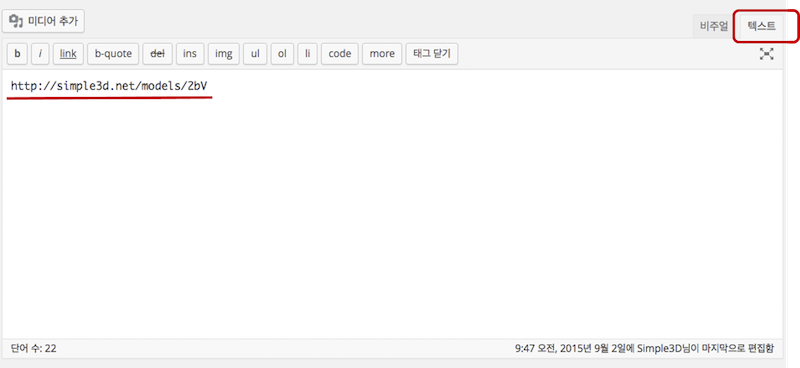 미디어 추가
비주얼 텍스트
b i link b-quote del ins img ul ol li code more 태그 닫기
http://simple3d.net/models/2bV
단어 수: 22 9:47 오전, 2015년 9월 2일에 Simple3D님이 마지막으로 편집함